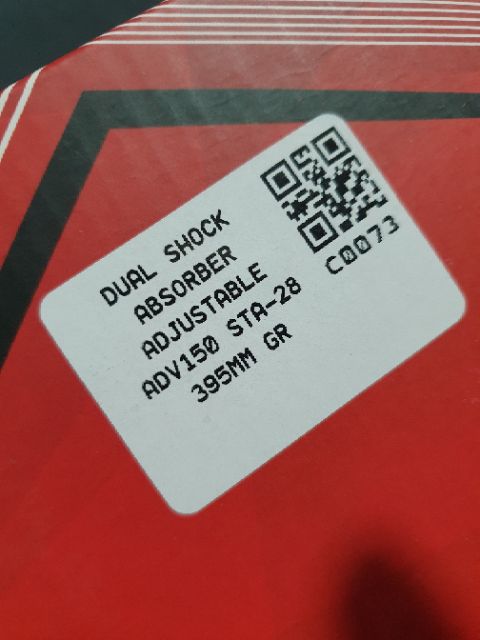 DUAL SHOCK
ABSORBER
ADJUSTABLE
ADV150 STA-28
395MM GR
C0073